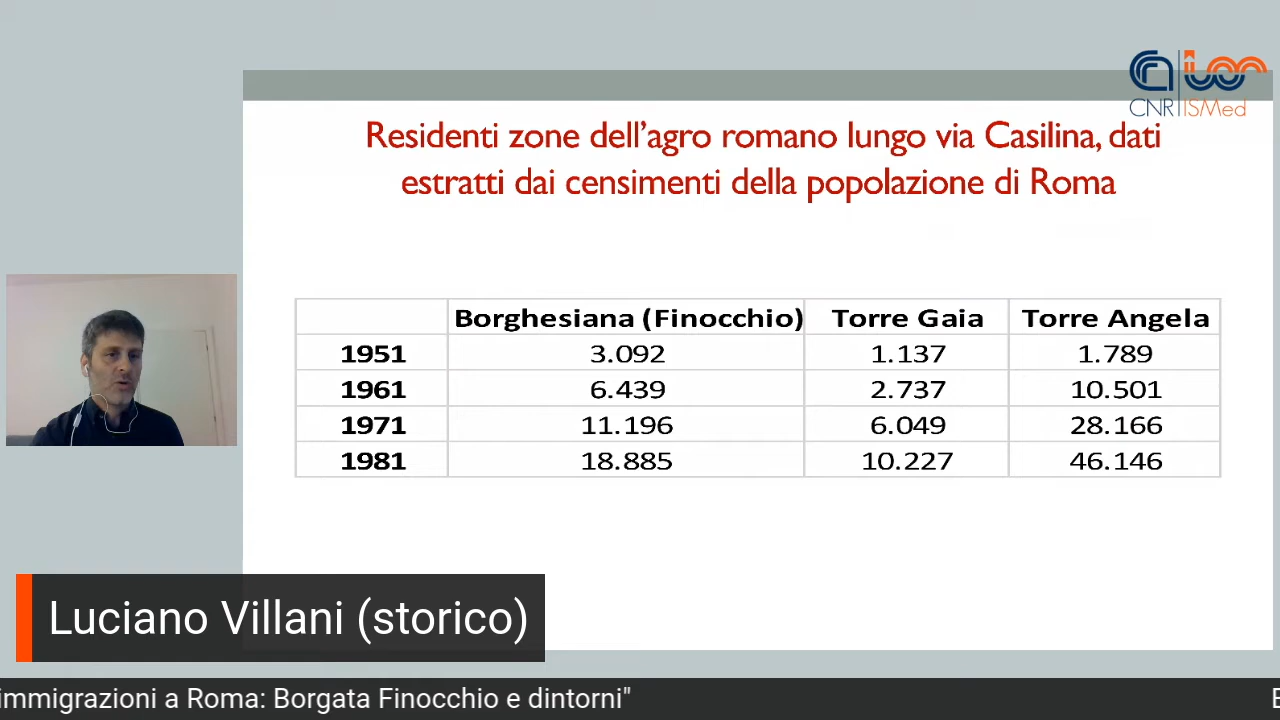 CNR ISMed
Residenti zone dell'agro romano lungo via Casilina, dati
estratti dai censimenti della popolazione di Roma
Borghesiana (Finocchio) Torre Gaia Torre Angela
1951 3.092 1.137 1.789
1961 6.439 2.737 10.501
1971 11.196 6.049 28.166
1981 18.885 10.227 46.146
Luciano Villani (storico)
immigrazioni a Roma: Borgata Finocchio e dintorni"